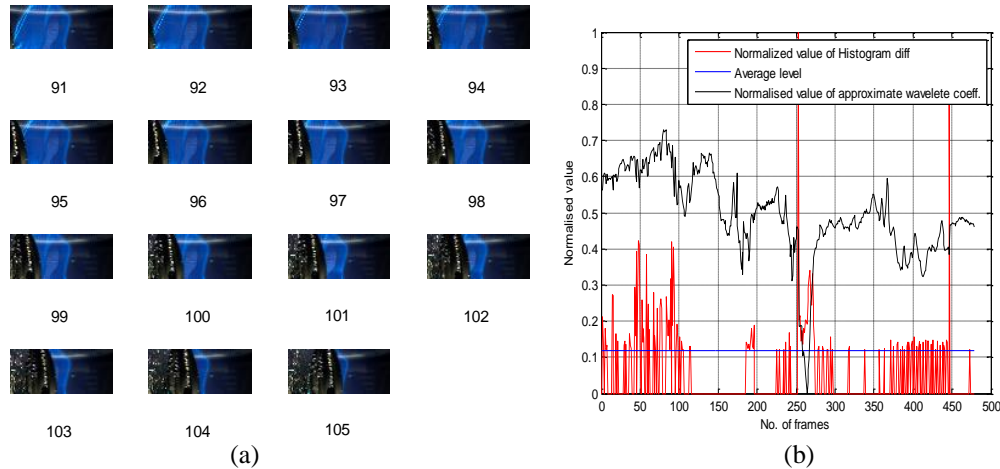 91 92 93 94
95 96 97 98
99 100 101 102
103 104 105
(a)
1
0.9
0.8
0.7
0.6
0.5
0.4
0.3
0.2
0.1
0
Normalised value
Normalized value of Histogram diff
Average level
Normalised value of approximate wavelete coeff.
0 50 100 150 200 250 300 350 400 450 500
No. of frames
(b)